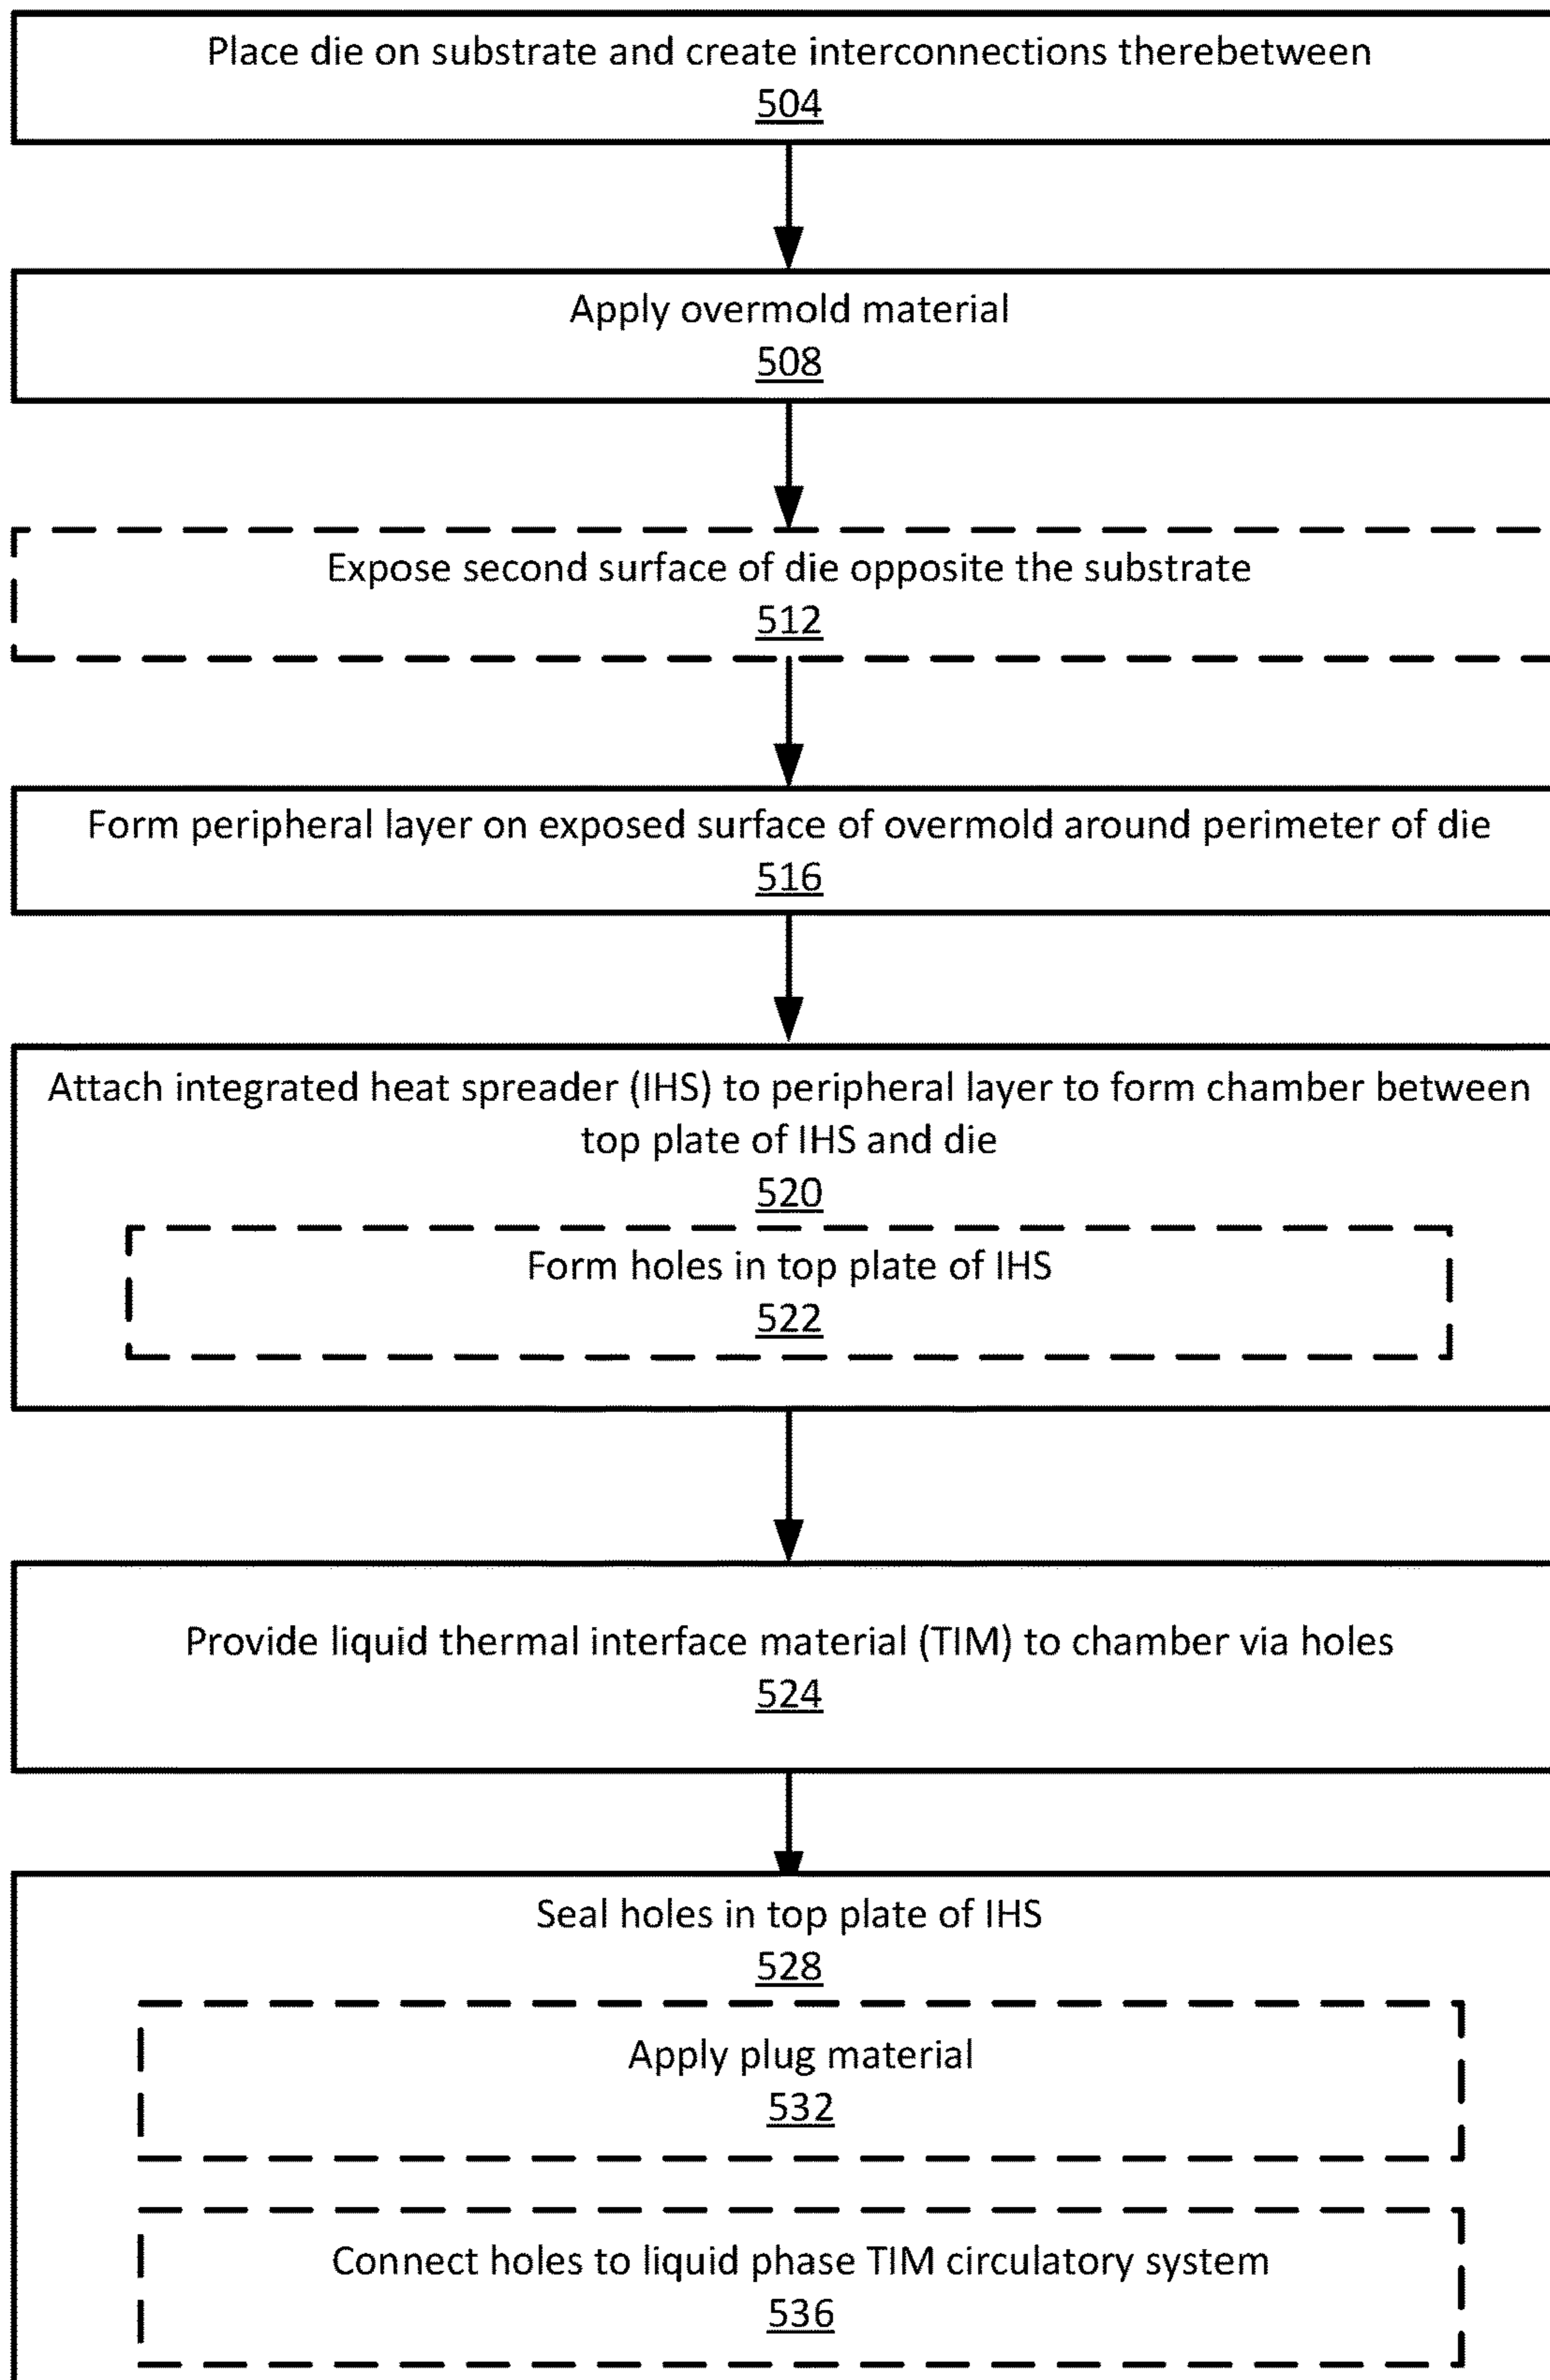 Place die on substrate and create interconnections therebetween
504
Apply overmold material
508
Expose second surface of die opposite the substrate
512
Form peripheral layer on exposed surface of overmold around perimeter of die
516
Attach integrated heat spreader (IHS) to peripheral layer to form chamber between
top plate of IHS and die
520
Form holes in top plate of IHS
522
Provide liquid thermal interface material (TIM) to chamber via holes
524
Seal holes in top plate of IHS
528
Apply plug material
532
Connect holes to liquid phase TIM circulatory system
536